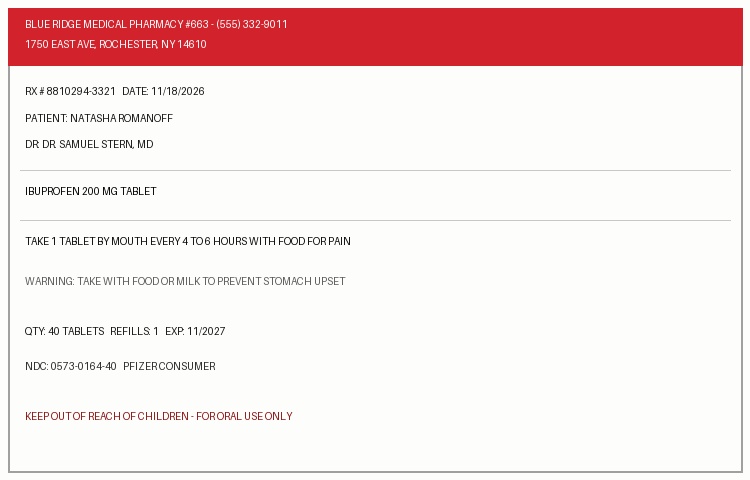 BLUE RIDGE MEDICAL PHARMACY #663 - (555) 332-9011
1750 EAST AVE, ROCHESTER, NY 14610
RX # 8810294-3321 DATE: 11/18/2026
PATIENT: NATASHA ROMANOFF
DR: DR. SAMUEL STERN, MD
IBUPROFEN 200 MG TABLET
TAKE 1 TABLET BY MOUTH EVERY 4 TO 6 HOURS WITH FOOD FOR PAIN
WARNING: TAKE WITH FOOD OR MILK TO PREVENT STOMACH UPSET
QTY: 40 TABLETS REFILLS: 1 EXP: 11/2027
NDC: 0573-0164-40 PFIZER CONSUMER
KEEP OUT OF REACH OF CHILDREN - FOR ORAL USE ONLY